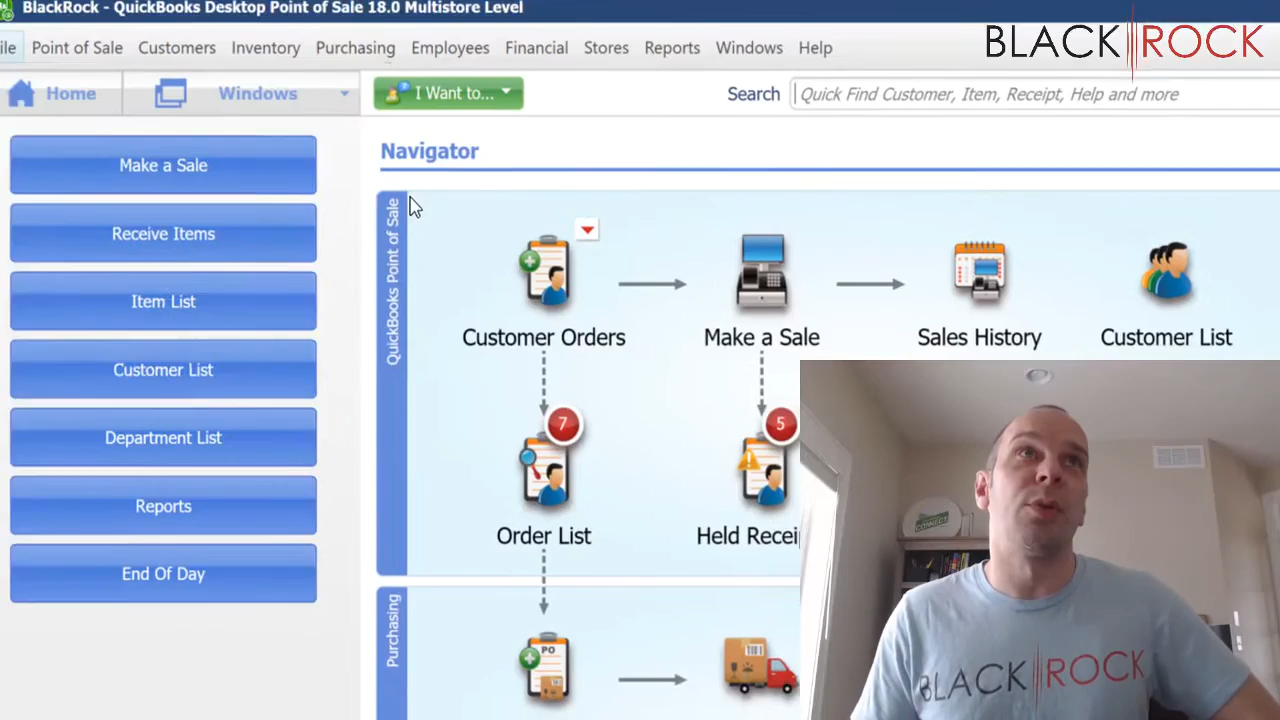 BlackRock - QuickBooks Desktop Point of Sale 18.0 Multistore Level
BLACK ROCK
ile Point of Sale Customers Inventory Purchasing Employees Financial Stores Reports Windows Help
Home Windows I Want to... Search Quick Find Customer, Item, Receipt, Help and more
Navigator
Make a Sale
Receive Items
Item List
Customer List
Department List
Reports
End Of Day
QuickBooks Point of Sale
Customer Orders Make a Sale Sales History Customer List
7 5
Order List Held Recei
Purchasing
PO
CONNECT
BLACK ROCK